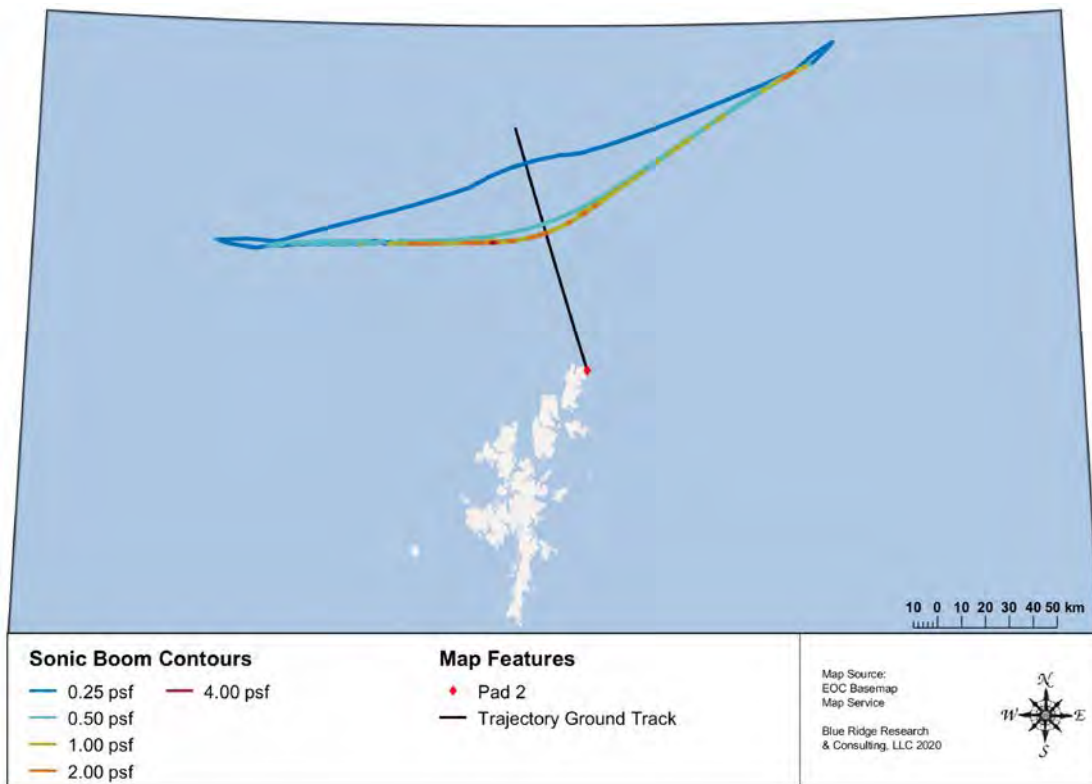 10 0 10 20 30 40 50 km
Sonic Boom Contours
0.25 psf
4.00 psf
0.50 psf
1.00 psf
2.00 psf
Map Features
Pad 2
Trajectory Ground Track
Map Source:
EOC Basemap
Map Service
Blue Ridge Research
& Consulting, LLC 2020
N
W
E
S